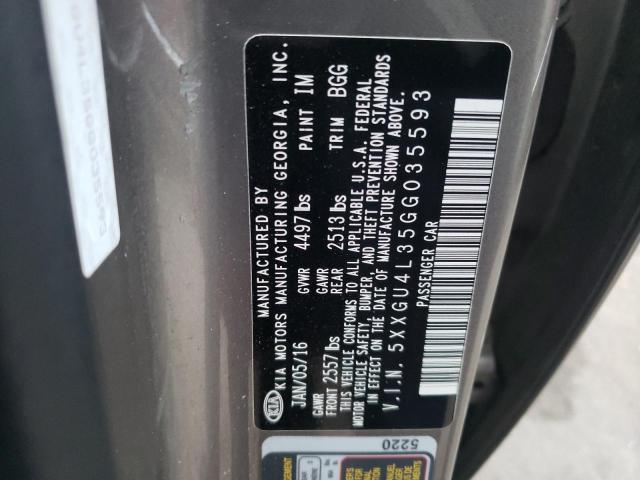 KIA
MANUFACTURED BY
KIA MOTORS MANUFACTURING GEORGIA, INC.
JAN/05/16 4497lbs PAINT IM
GVWR
GAWR GAWR
FRONT 2557lbs REAR 2513lbs TRIM BGG
THIS VEHICLE CONFORMS TO ALL APPLICABLE U.S.A. FEDERAL
MOTOR VEHICLE SAFETY, BUMPER, AND THEFT PREVENTION STANDARDS
IN EFFECT ON THE DATE OF MANUFACTURE SHOWN ABOVE.
V.I.N. 5XXGU4L35GG035593
PASSENGER CAR
5220